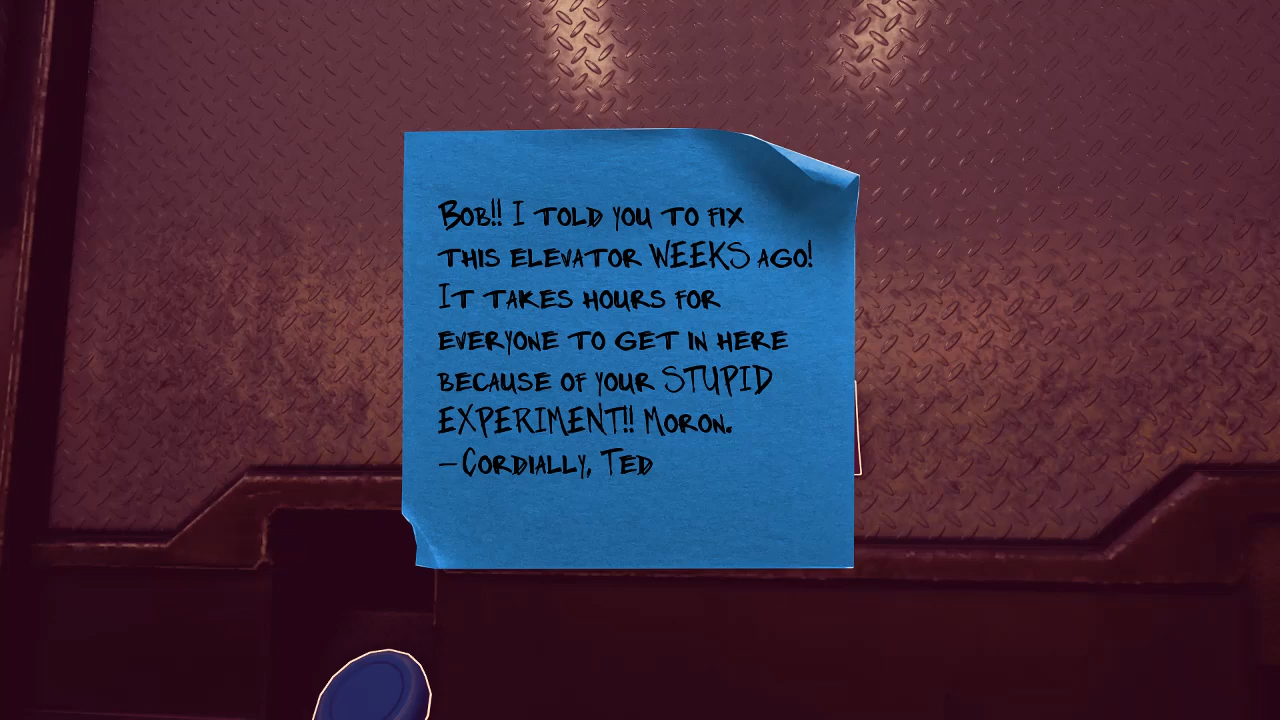 Bob!! I told you to fix
this elevator WEEKS ago!
It takes hours for
everyone to get in here
because of your STUPID
EXPERIMENT!! Moron.
– Cordially, Ted